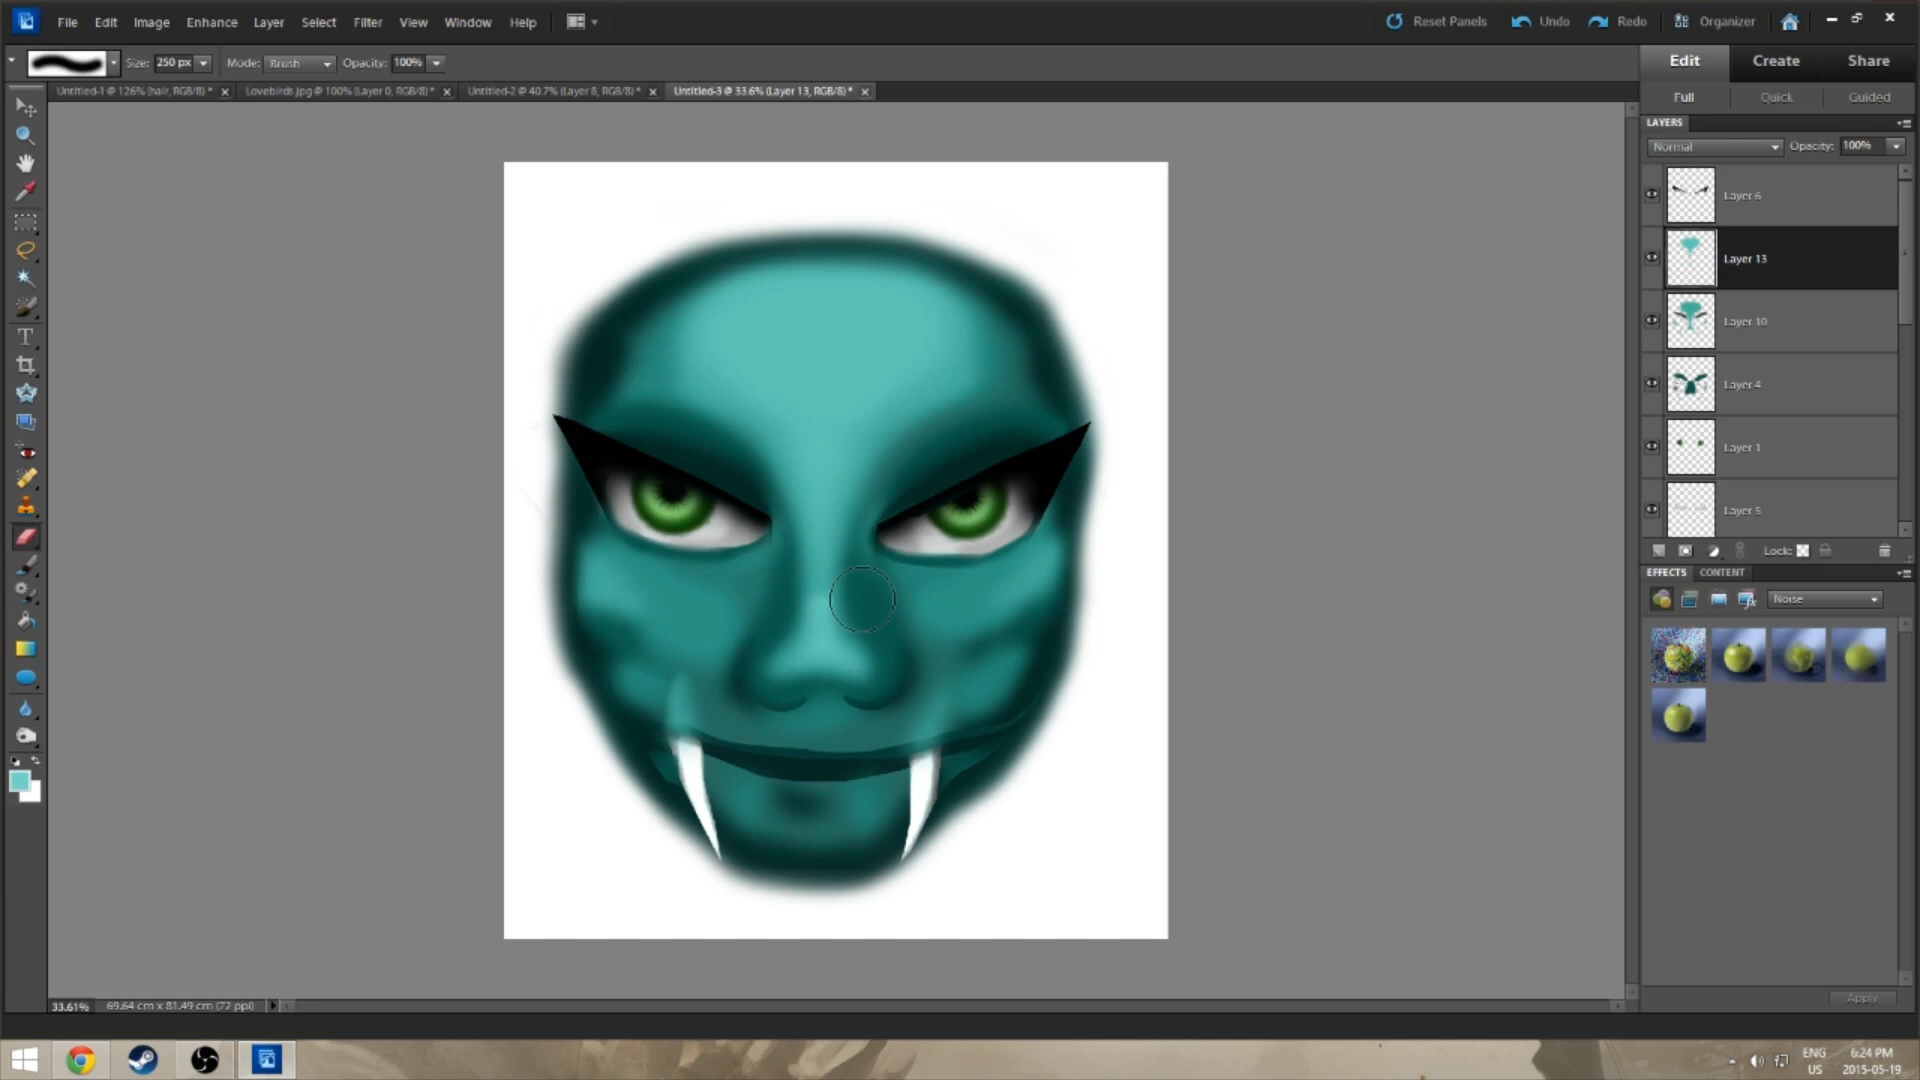 File Edit Image Enhance Layer Select Filter View Window Help Reset Panels Undo Redo Organizer
Size: 250 px Mode: Brush Opacity: 100%
Edit Create Share
Untitled-1 @ 126% (hair, RGB/8) * Lovebirds.jpg @ 100% (Layer 0, RGB/8) * Untitled-2 @ 40.7% (Layer 8, RGB/8) * Untitled-3 @ 33.6% (Layer 13, RGB/8) *
Full Quick Guided
LAYERS
Normal Opacity: 100%
Layer 6
Layer 13
Layer 10
Layer 4
Layer 1
Layer 5
Lock:
EFFECTS CONTENT
Noise
Apply
33.61% 69.64 cm x 81.49 cm (72 ppi)
ENG 6:24 PM
US 2015-05-19